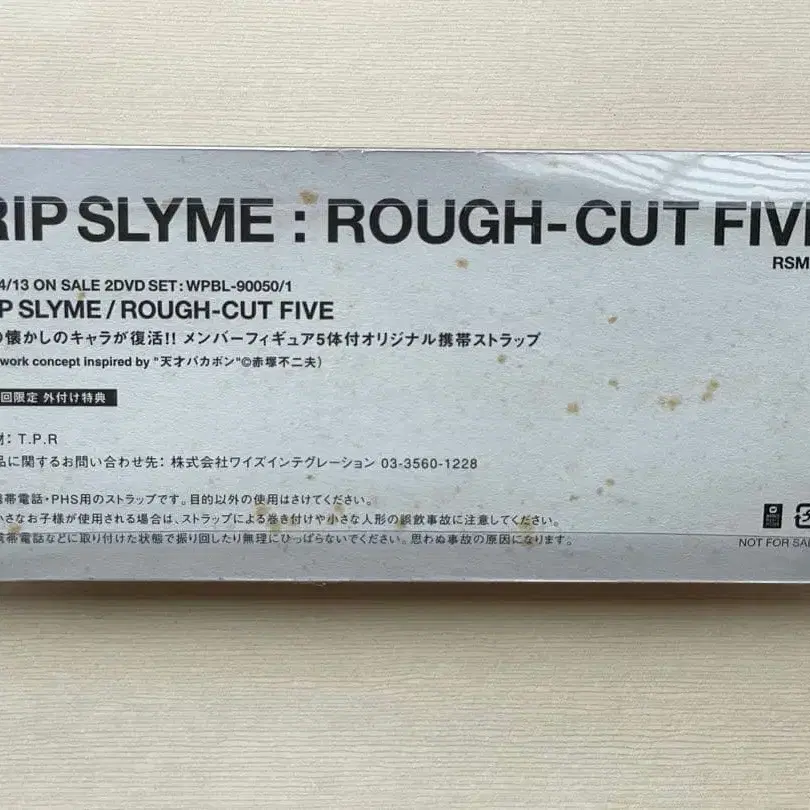 RIP SLYME : ROUGH-CUT FIVE
RSM
4/13 ON SALE 2DVD SET: WPBL-90050/1
P SLYME / ROUGH-CUT FIVE
の懐かしのキャラが復活!! メンバーフィギュア5体付オリジナル携帯ストラップ
work concept inspired by "天才バカボン"©赤塚不二夫)
回限定 外付け特典
材: T.P.R
品に関するお問い合わせ先: 株式会社ワイズインテグレーション 03-3560-1228
携帯電話・PHS用のストラップです。目的以外の使用はさけてください。
小さなお子様が使用される場合は、ストラップによる巻き付けや小さな人形の誤飲事故に注意してください。
携帯電話などに取り付けた状態で振り回したり無理にひっぱらないでください。思わぬ事故の原因になります。
NOT FOR SAL